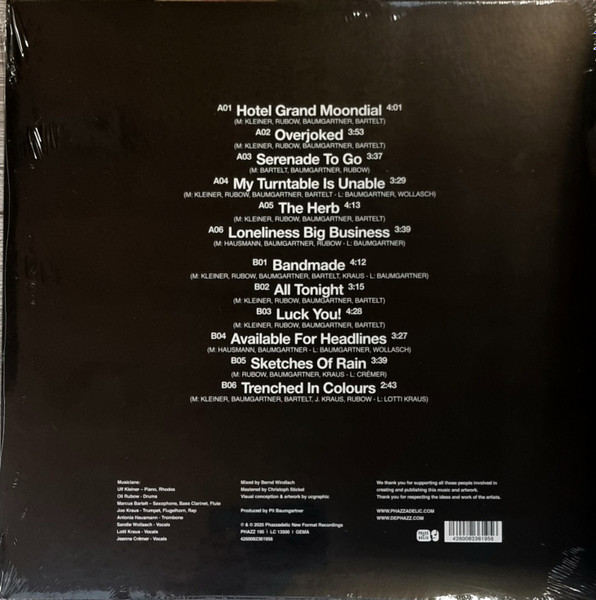 A01 Hotel Grand Moondial 4:01
(M: KLEINER, RUBOW, BAUMGARTNER, BARTELT)
A02 Overjoked 3:53
(M: KLEINER, RUBOW, BAUMGARTNER, BARTELT)
A03 Serenade To Go 3:37
(M: BARTELT, BAUMGARTNER, RUBOW)
A04 My Turntable Is Unable 3:29
(M: KLEINER, RUBOW, BAUMGARTNER, BARTELT - L: BAUMGARTNER, WOLLASCH)
A05 The Herb 4:13
(M: KLEINER, RUBOW, BAUMGARTNER, BARTELT)
A06 Loneliness Big Business 3:39
(M: HAUSMANN, BAUMGARTNER, RUBOW - L: BAUMGARTNER)
B01 Bandmade 4:12
(M: KLEINER, RUBOW, BAUMGARTNER, BARTELT, KRAUS - L: BAUMGARTNER)
B02 All Tonight 3:15
(M: KLEINER, RUBOW, BAUMGARTNER, BARTELT)
B03 Luck You! 4:28
(M: KLEINER, RUBOW, BAUMGARTNER, BARTELT)
B04 Available For Headlines 3:27
(M: HAUSMANN, BAUMGARTNER - L: BAUMGARTNER, WOLLASCH)
B05 Sketches Of Rain 3:39
(M: RUBOW, BAUMGARTNER, KRAUS - L: CRÉMER)
B06 Trenched In Colours 2:43
(M: KLEINER, BAUMGARTNER, BARTELT, J. KRAUS, RUBOW - L: LOTTI KRAUS)
Musicians:
Ulf Kleiner – Piano, Rhodes
Oli Rubow - Drums
Marcus Bartelt – Saxophone, Bass Clarinet, Flute
Joo Kraus - Trumpet, Flugelhorn, Rap
Antonia Hausmann - Trombone
Sandie Wollasch - Vocals
Lotti Kraus - Vocals
Jeanne Crémer - Vocals
Mixed by Bernd Windisch
Mastered by Christoph Stickel
Visual conception & artwork by ucgraphic
Produced by Pit Baumgartner
© & ℗ 2025 Phazzadelic New Format Recordings
PHAZZ 195 | LC 13500 | GEMA
4260082361956
We thank you for supporting all those people involved in
creating and publishing this music and artwork.
Thank you for respecting the ideas and work of the artists.
WWW.PHAZZADELIC.COM
WWW.DEPHAZZ.COM
PHAZZ
A
DELIC
4260082361956